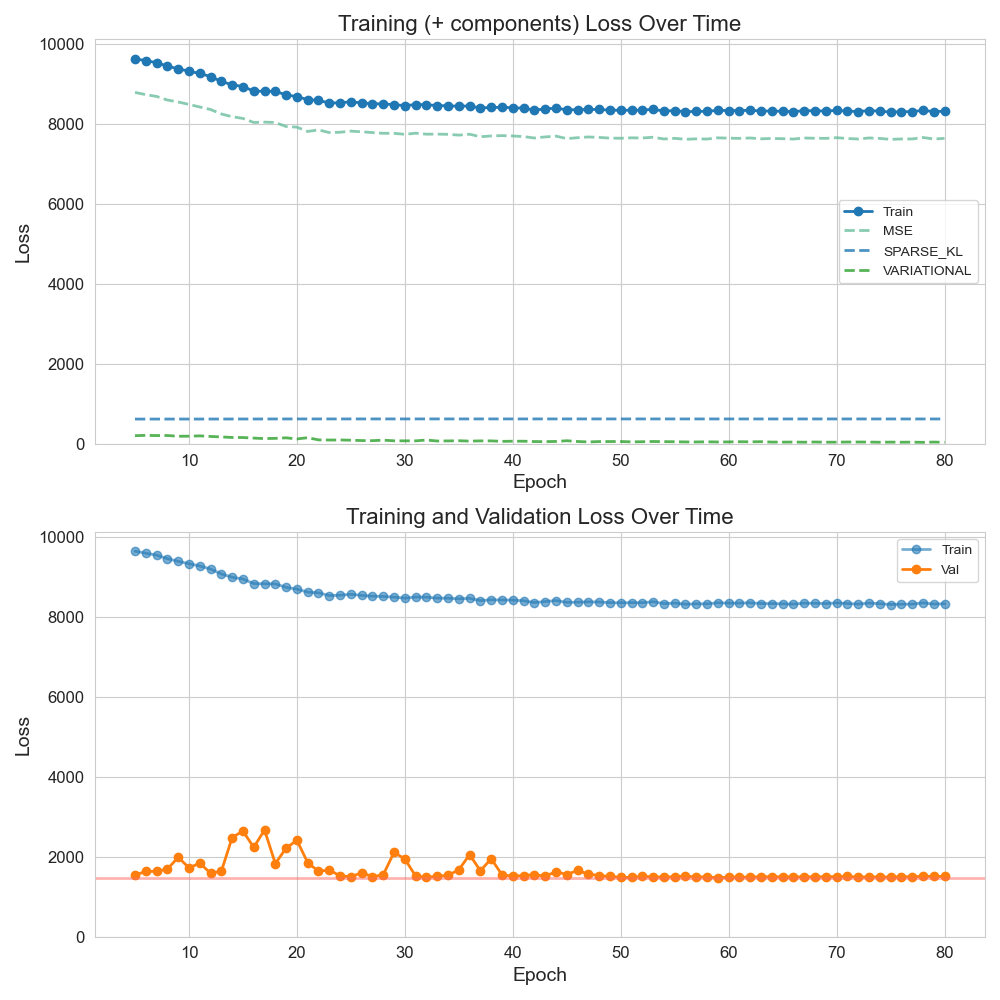 Training (+ components) Loss Over Time
10000
8000
6000
4000
2000
0
Loss
Train
MSE
SPARSE_KL
VARIATIONAL
10 20 30 40 50 60 70 80
Epoch
Training and Validation Loss Over Time
10000
8000
6000
4000
2000
0
Loss
Train
Val
10 20 30 40 50 60 70 80
Epoch